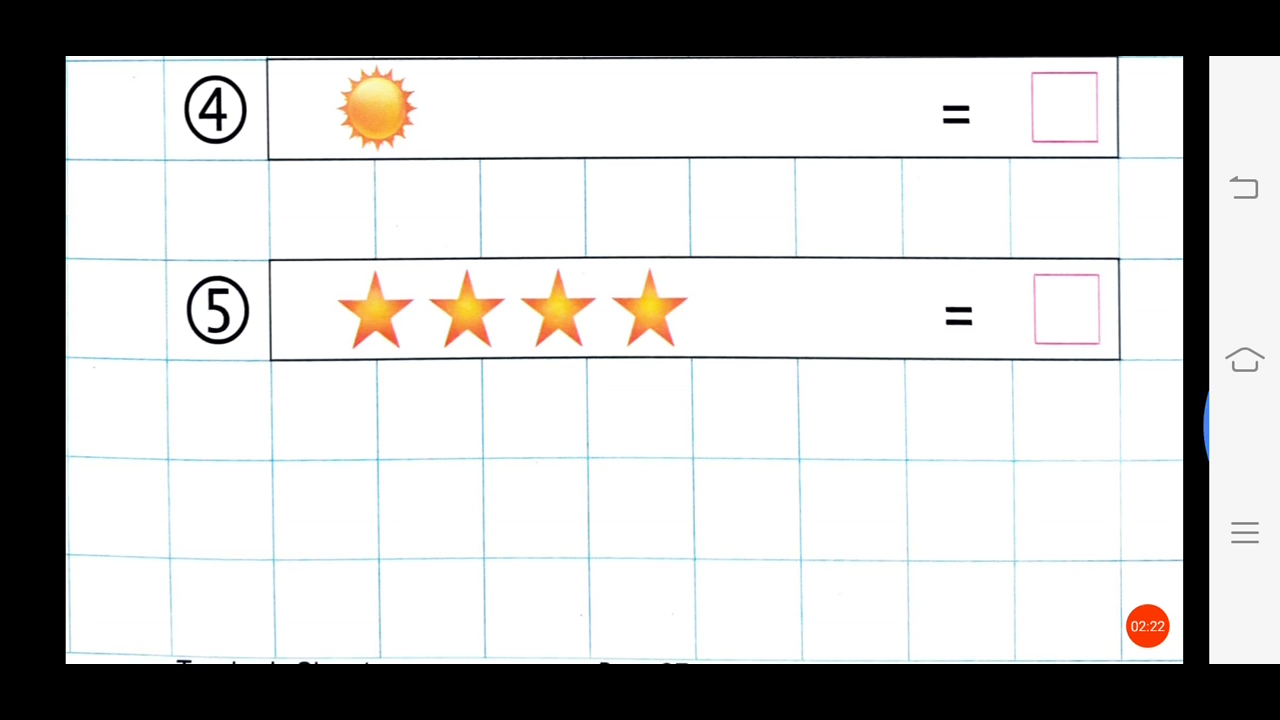 ④ =
⑤ =
02:22